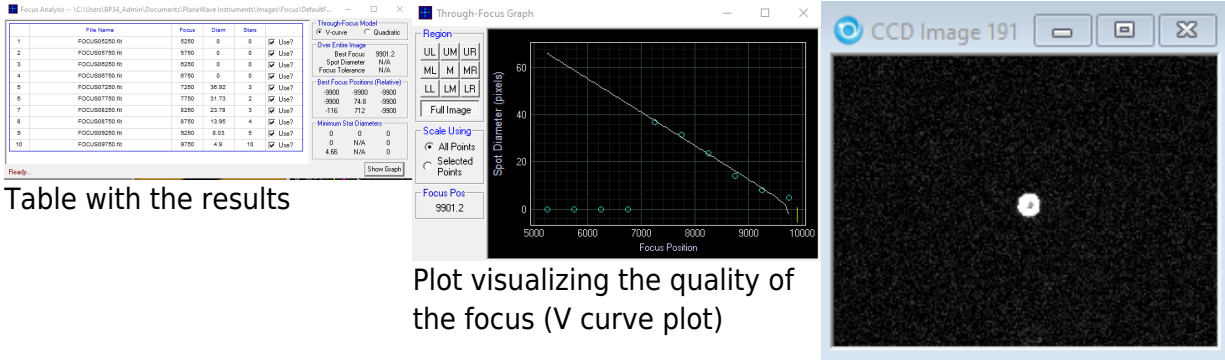 Focus Analysis -- \C:\Users\BP34_Admin\Documents\PlaneWave Instruments\Images\Focus\DefaultF...
File Name Focus Diam Stars
1 FOCUS05250.fit 5250 0 0 Use?
2 FOCUS05750.fit 5750 0 0 Use?
3 FOCUS06250.fit 6250 0 0 Use?
4 FOCUS06750.fit 6750 0 0 Use?
5 FOCUS07250.fit 7250 36.92 3 Use?
6 FOCUS07750.fit 7750 31.73 2 Use?
7 FOCUS08250.fit 8250 23.78 3 Use?
8 FOCUS08750.fit 8750 13.95 4 Use?
9 FOCUS09250.fit 9250 8.03 5 Use?
10 FOCUS09750.fit 9750 4.9 10 Use?
Ready...
Through-Focus Model
V-curve Quadratic
Over Entire Image
Best Focus 9901.2
Spot Diameter N/A
Focus Tolerance N/A
Best Focus Positions (Relative)
-9900 -9900 -9900
-9900 74.8 -9900
-116 712 -9900
Minimum Star Diameters
0 0 0
0 N/A 0
4.66 N/A 0
Show Graph
Table with the results
Through-Focus Graph
Region
UL UM UR
ML M MR
LL LM LR
Full Image
Scale Using
All Points
Selected
Points
Focus Pos
9901.2
Spot Diameter (pixels)
60
40
20
0
5000 6000 7000 8000 9000 10000
Focus Position
Plot visualizing the quality of
the focus (V curve plot)
CCD Image 191